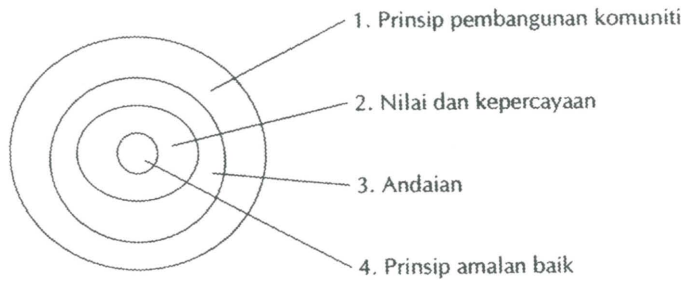 1. Prinsip pembangunan komuniti
2. Nilai dan kepercayaan
3. Andaian
4. Prinsip amalan baik